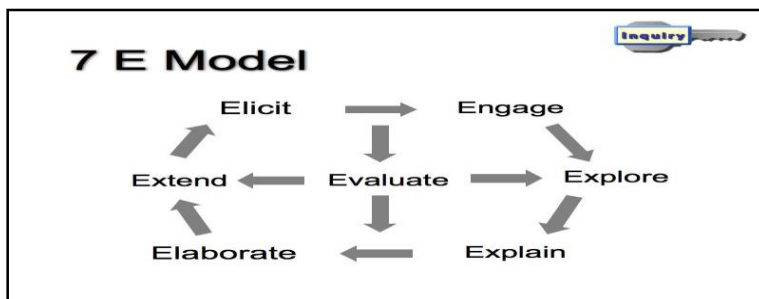 Inquiry
7 E Model
Elicit Engage
Extend Evaluate Explore
Elaborate Explain